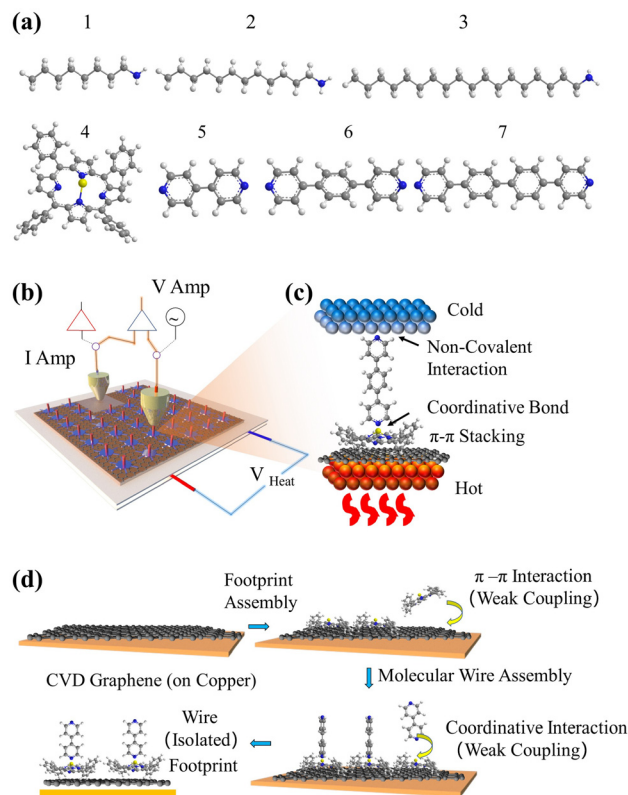 (a)
1
2
3
4
5
6
7
(b)
V Amp
~
I Amp
V Heat
(c)
Cold
Non-Covalent
Interaction
Coordinative Bond
π-π Stacking
Hot
(d)
Footprint
Assembly
π –π Interaction
(Weak Coupling)
CVD Graphene (on Copper)
Molecular Wire Assembly
Wire
(Isolated)
Footprint
Coordinative Interaction
(Weak Coupling)